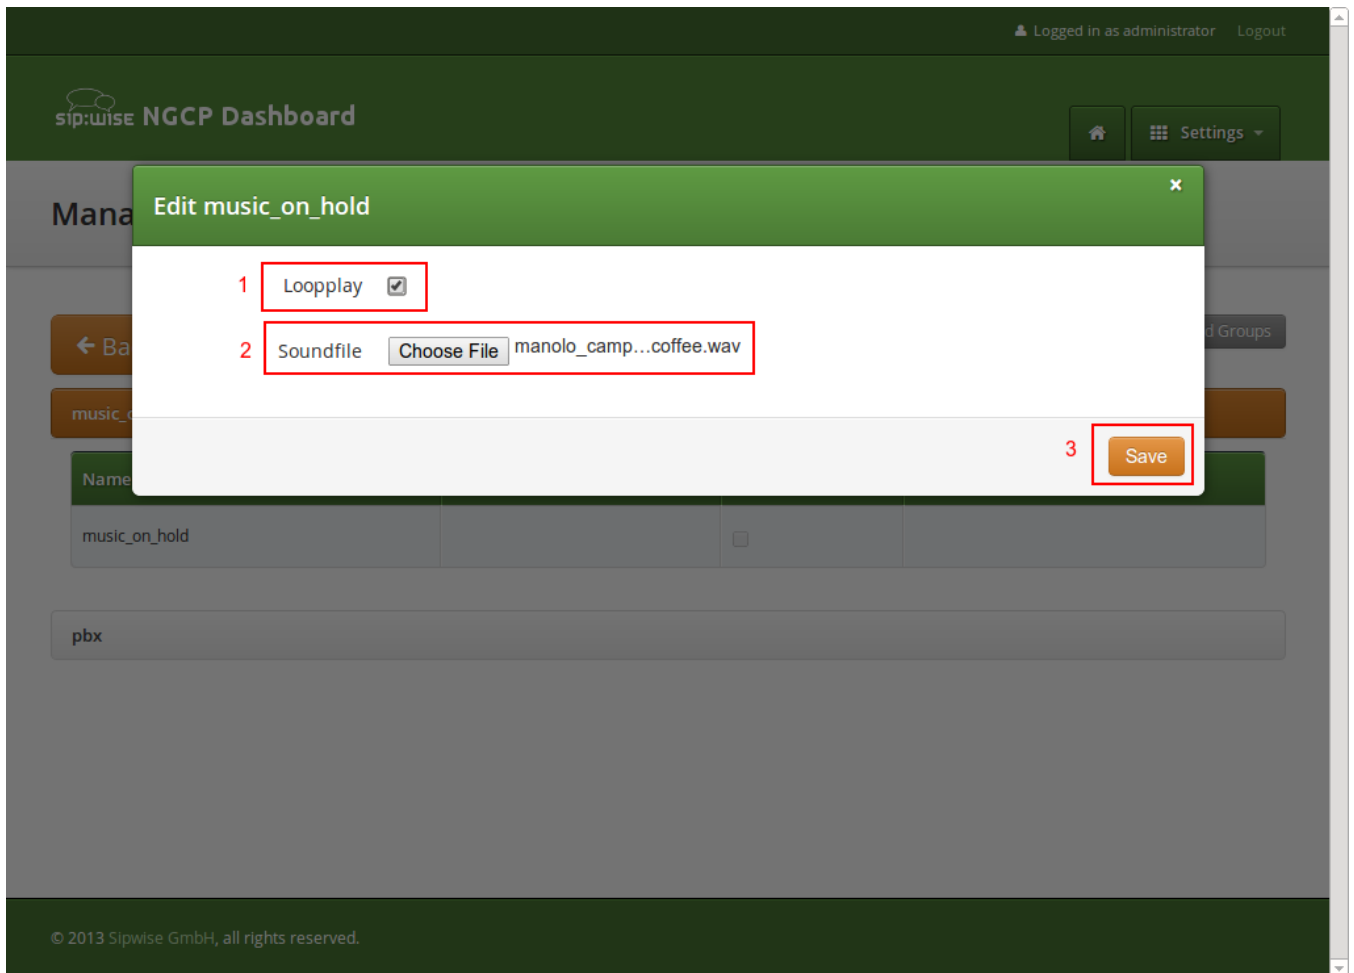 Logged in as administrator Logout
sip:wise NGCP Dashboard
Settings
Mana
Edit music_on_hold
×
1 Loopplay
d Groups
Ba
2 Soundfile Choose File manolo_camp...coffee.wav
music_
3 Save
Name
music_on_hold
pbx
© 2013 Sipwise GmbH, all rights reserved.